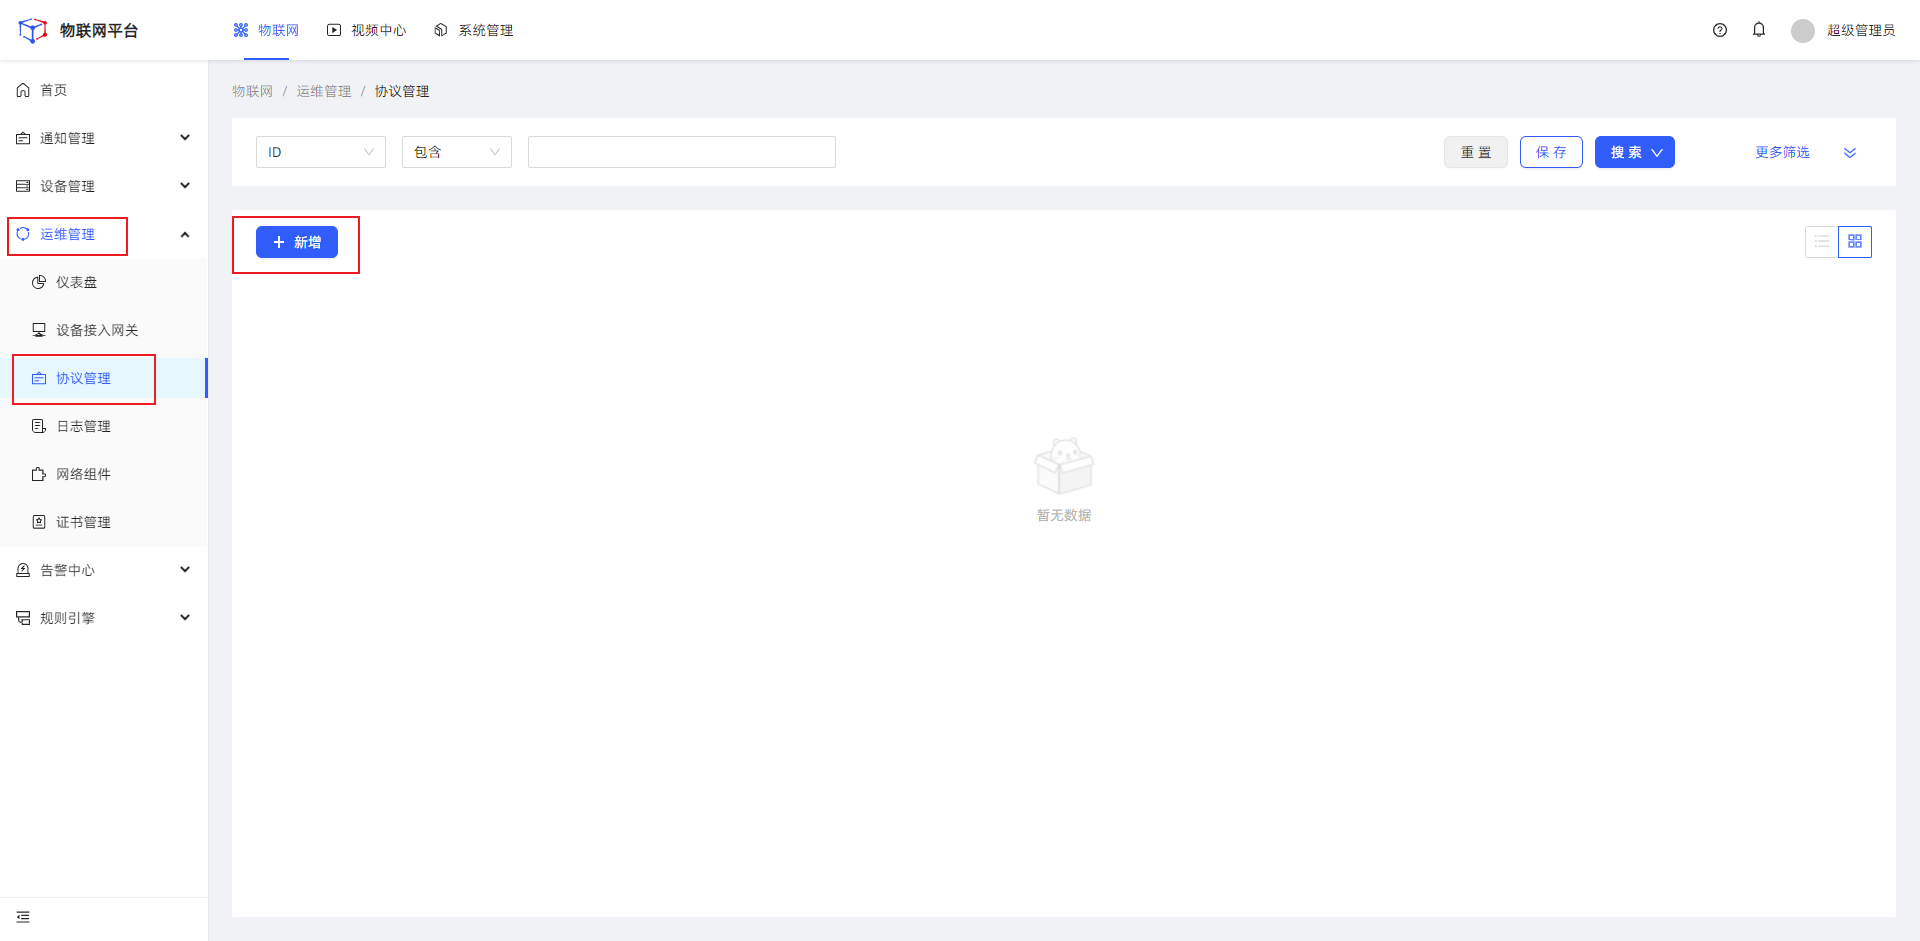 物联网平台
物联网 视频中心 系统管理
超级管理员
首页
通知管理
设备管理
运维管理
仪表盘
设备接入网关
协议管理
日志管理
网络组件
证书管理
告警中心
规则引擎
物联网 / 运维管理 / 协议管理
ID 包含 重置 保存 搜索 更多筛选
新增
暂无数据